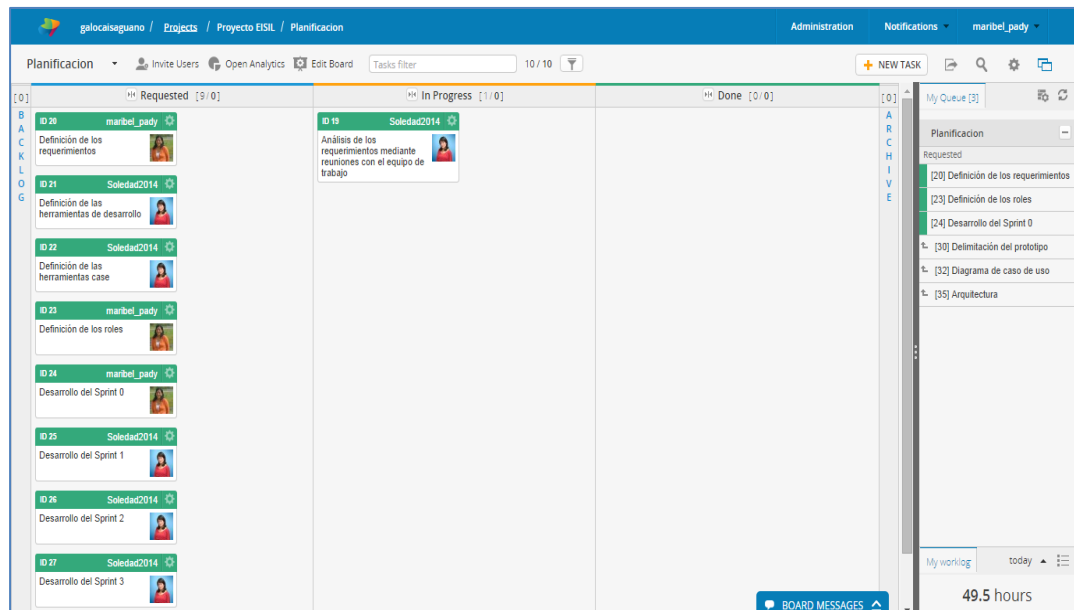 galocaisaguano / Projects / Proyecto EISIL / Planificacion
Administration
Notifications
maribel_pady
Planificacion
Invite Users
Open Analytics
Edit Board
Tasks filter
10 / 10
+ NEW TASK
[0]
BACKLOG
Requested [9/0]
ID 20 maribel_pady
Definición de los
requerimientos
ID 21 Soledad2014
Definición de las
herramientas de desarrollo
ID 22 Soledad2014
Definición de las
herramientas case
ID 23 maribel_pady
Definición de los roles
ID 24 maribel_pady
Desarrollo del Sprint 0
ID 25 Soledad2014
Desarrollo del Sprint 1
ID 26 Soledad2014
Desarrollo del Sprint 2
ID 27 Soledad2014
Desarrollo del Sprint 3
In Progress [1/0]
ID 19 Soledad2014
Análisis de los
requerimientos mediante
reuniones con el equipo de
trabajo
Done [0/0]
[0]
ARCHIVE
My Queue [3]
Planificacion
Requested
[20] Definición de los requerimientos
[23] Definición de los roles
[24] Desarrollo del Sprint 0
[30] Delimitación del prototipo
[32] Diagrama de caso de uso
[35] Arquitectura
My worklog
today
49.5 hours
BOARD MESSAGES